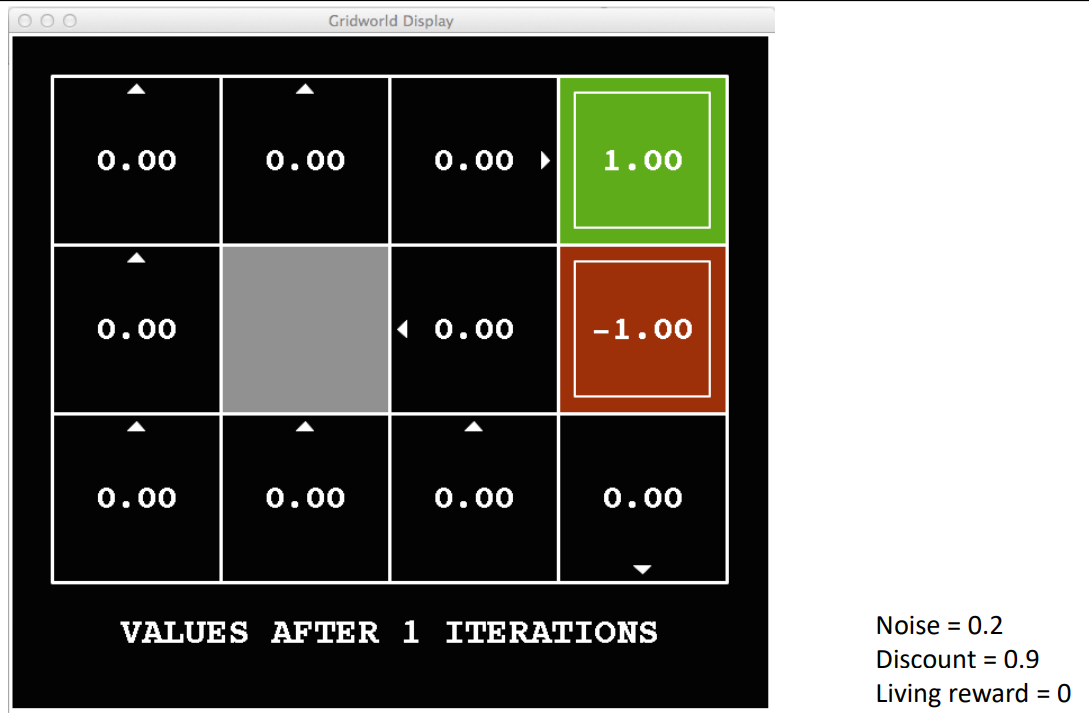 Gridworld Display
0.00 0.00 0.00 1.00
0.00 0.00 -1.00
0.00 0.00 0.00 0.00
VALUES AFTER 1 ITERATIONS
Noise = 0.2
Discount = 0.9
Living reward = 0